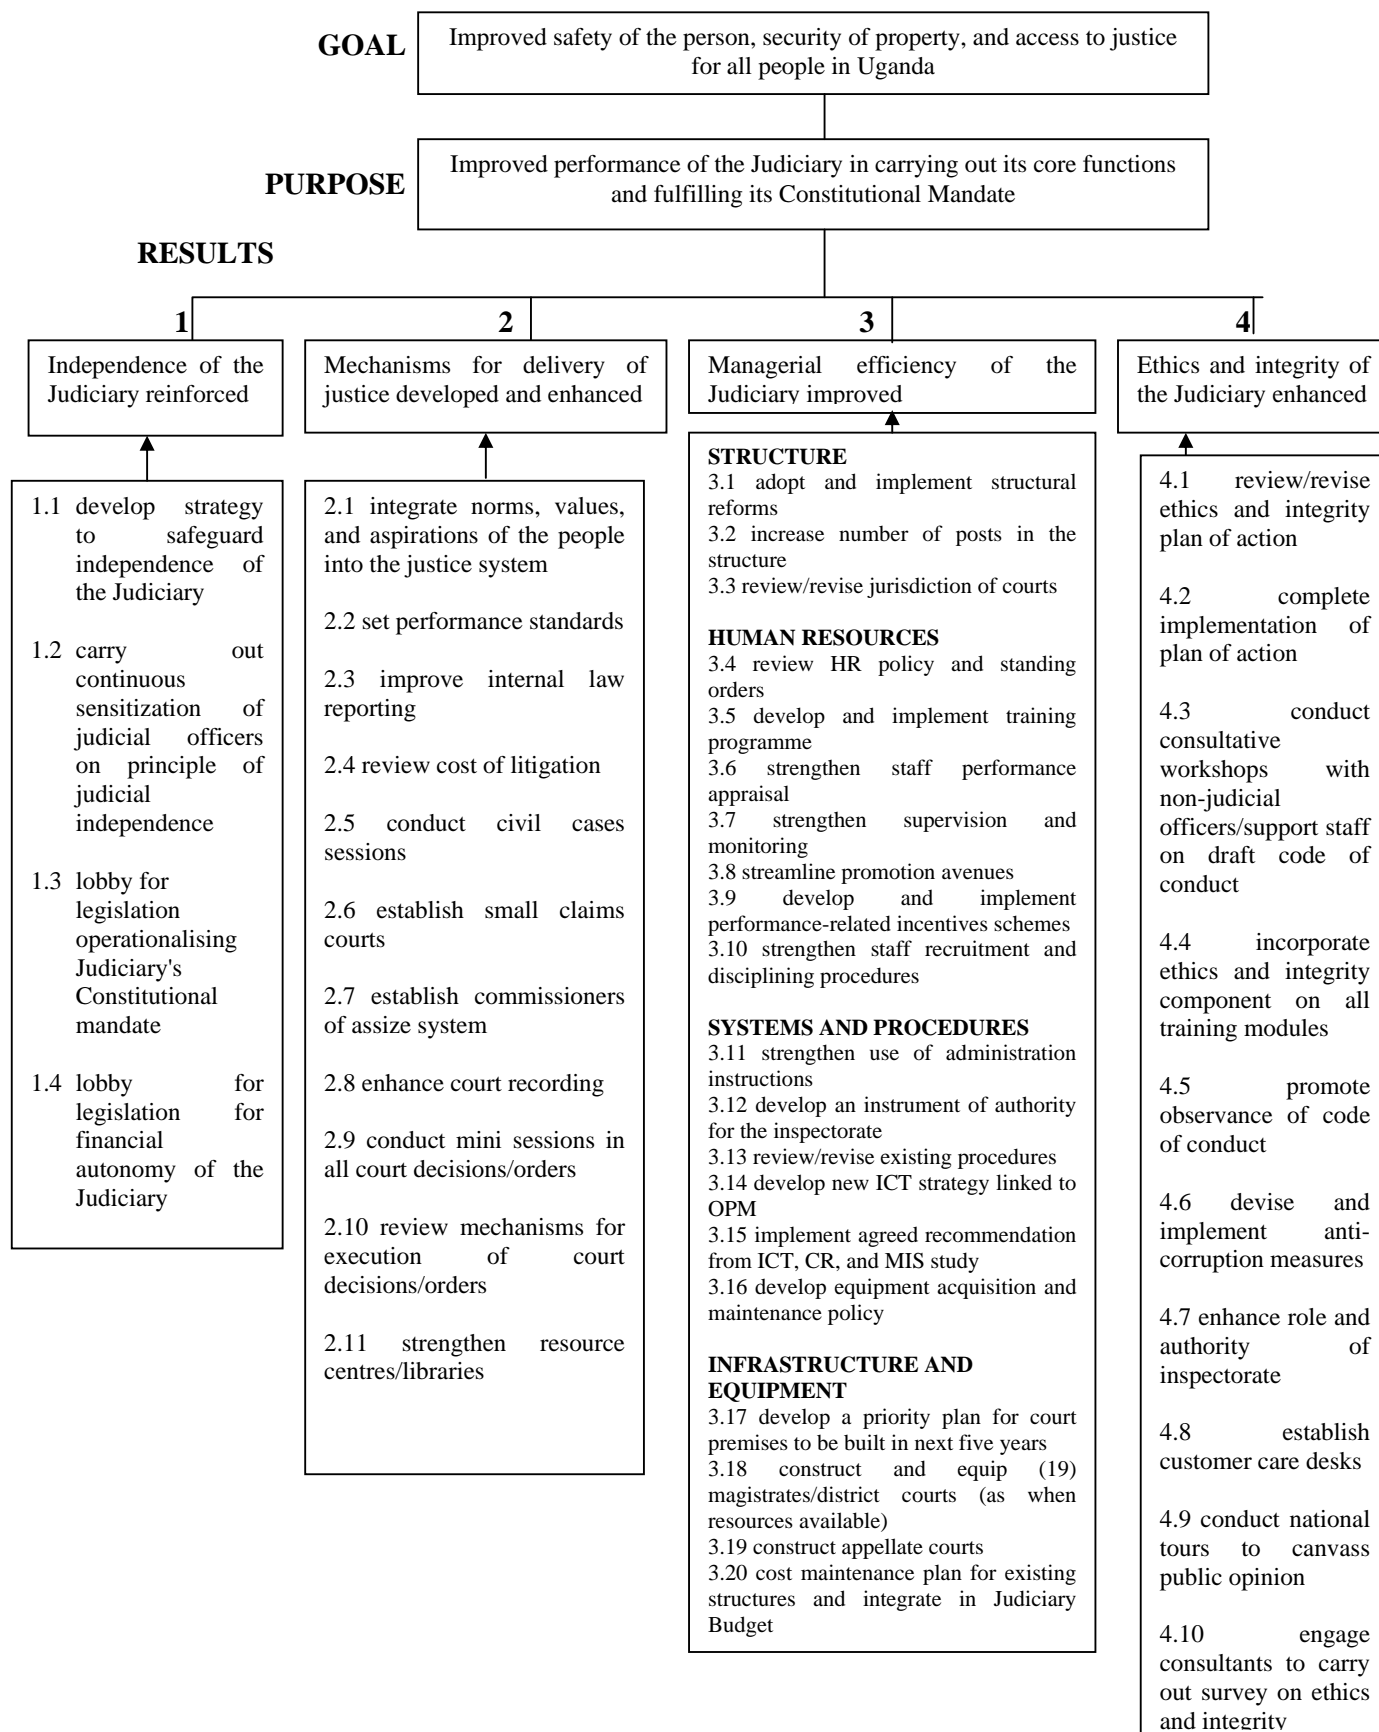 GOAL
Improved safety of the person, security of property, and access to justice
for all people in Uganda
PURPOSE
Improved performance of the Judiciary in carrying out its core functions
and fulfilling its Constitutional Mandate
RESULTS
1
Independence of the
Judiciary reinforced
1.1 develop strategy
to safeguard
independence of
the Judiciary
1.2 carry out
continuous
sensitization of
judicial officers
on principle of
judicial
independence
1.3 lobby for
legislation
operationalising
Judiciary's
Constitutional
mandate
1.4 lobby for
legislation for
financial
autonomy of the
Judiciary
2
Mechanisms for delivery of
justice developed and enhanced
2.1 integrate norms, values,
and aspirations of the people
into the justice system
2.2 set performance standards
2.3 improve internal law
reporting
2.4 review cost of litigation
2.5 conduct civil cases
sessions
2.6 establish small claims
courts
2.7 establish commissioners
of assize system
2.8 enhance court recording
2.9 conduct mini sessions in
all court decisions/orders
2.10 review mechanisms for
execution of court
decisions/orders
2.11 strengthen resource
centres/libraries
3
Managerial efficiency of the
Judiciary improved
STRUCTURE
3.1 adopt and implement structural
reforms
3.2 increase number of posts in the
structure
3.3 review/revise jurisdiction of courts
HUMAN RESOURCES
3.4 review HR policy and standing
orders
3.5 develop and implement training
programme
3.6 strengthen staff performance
appraisal
3.7 strengthen supervision and
monitoring
3.8 streamline promotion avenues
3.9 develop and implement
performance-related incentives schemes
3.10 strengthen staff recruitment and
disciplining procedures
SYSTEMS AND PROCEDURES
3.11 strengthen use of administration
instructions
3.12 develop an instrument of authority
for the inspectorate
3.13 review/revise existing procedures
3.14 develop new ICT strategy linked to
OPM
3.15 implement agreed recommendation
from ICT, CR, and MIS study
3.16 develop equipment acquisition and
maintenance policy
INFRASTRUCTURE AND
EQUIPMENT
3.17 develop a priority plan for court
premises to be built in next five years
3.18 construct and equip (19)
magistrates/district courts (as when
resources available)
3.19 construct appellate courts
3.20 cost maintenance plan for existing
structures and integrate in Judiciary
Budget
4
Ethics and integrity of
the Judiciary enhanced
4.1 review/revise
ethics and integrity
plan of action
4.2 complete
implementation of
plan of action
4.3 conduct
consultative
workshops with
non-judicial
officers/support staff
on draft code of
conduct
4.4 incorporate
ethics and integrity
component on all
training modules
4.5 promote
observance of code
of conduct
4.6 devise and
implement anti-
corruption measures
4.7 enhance role and
authority of
inspectorate
4.8 establish
customer care desks
4.9 conduct national
tours to canvass
public opinion
4.10 engage
consultants to carry
out survey on ethics
and integrity